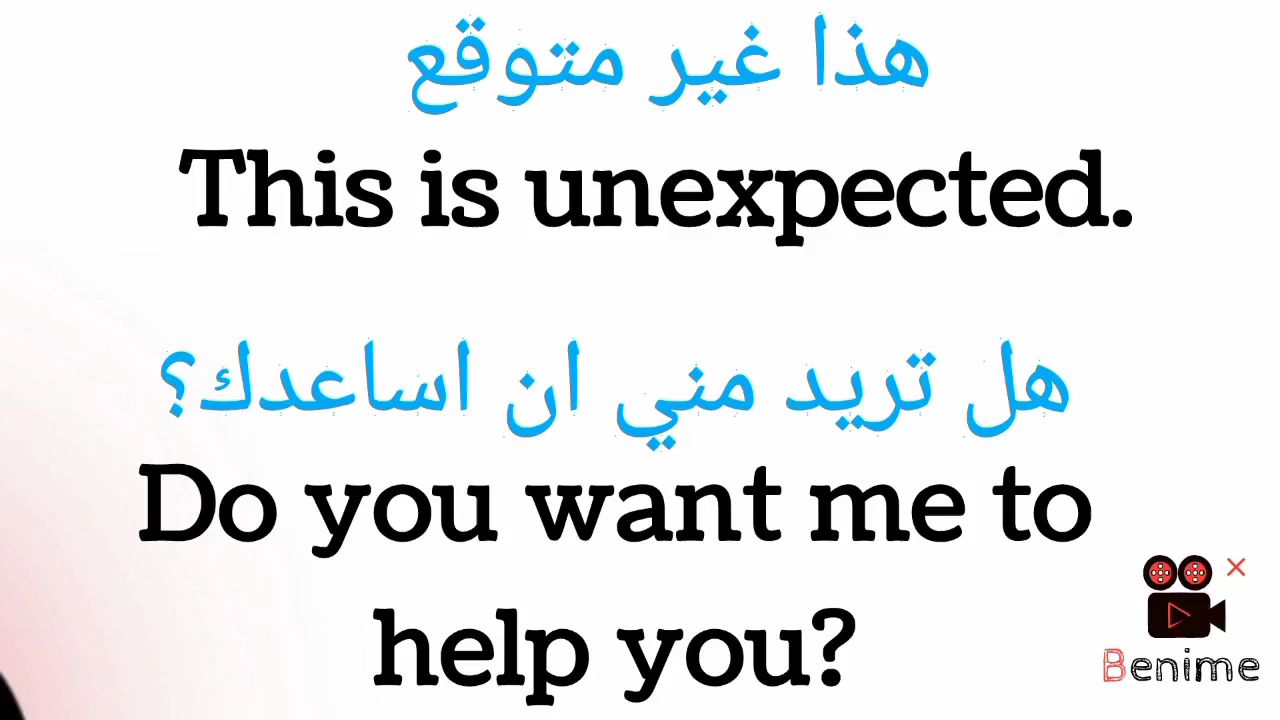 هذا غير متوقع
This is unexpected.
هل تريد مني ان اساعدك؟
Do you want me to
help you?
Benime